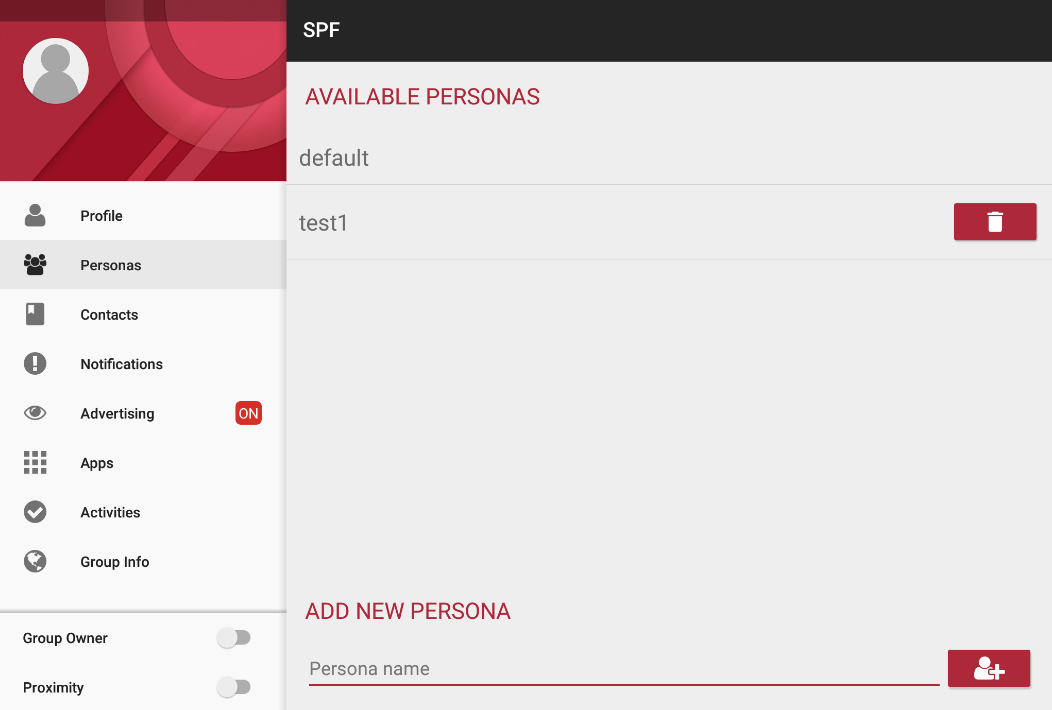 SPF
AVAILABLE PERSONAS
default
test1
Profile
Personas
Contacts
Notifications
Advertising ON
Apps
Activities
Group Info
Group Owner
Proximity
ADD NEW PERSONA
Persona name